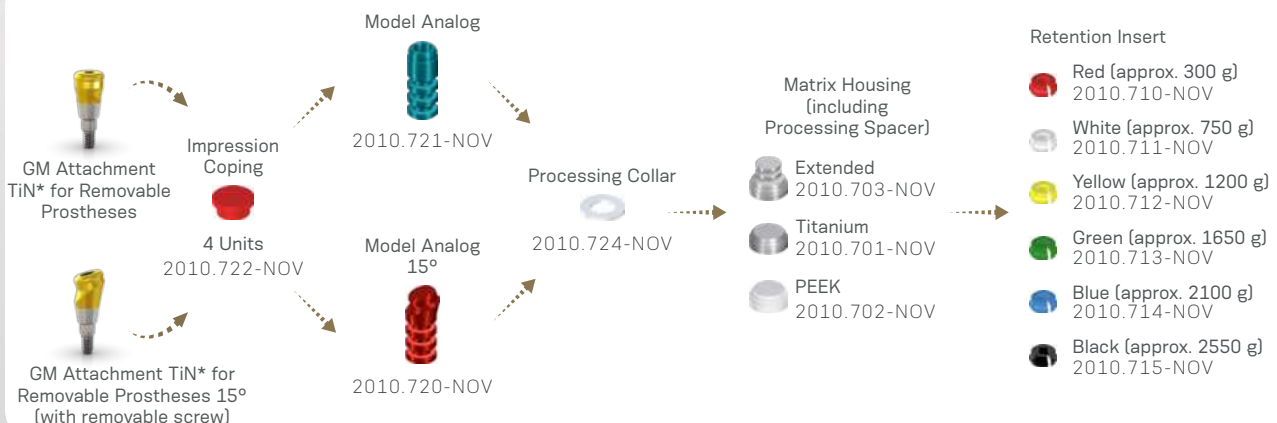 GM Attachment
TiN* for Removable
Prostheses
GM Attachment TiN* for
Removable Prostheses 15°
(with removable screw)
Impression
Coping
4 Units
2010.722-NOV
Model Analog
2010.721-NOV
Model Analog
15º
2010.720-NOV
Processing Collar
2010.724-NOV
Matrix Housing
(including
Processing Spacer)
Extended
2010.703-NOV
Titanium
2010.701-NOV
PEEK
2010.702-NOV
Retention Insert
Red (approx. 300 g)
2010.710-NOV
White (approx. 750 g)
2010.711-NOV
Yellow (approx. 1200 g)
2010.712-NOV
Green (approx. 1650 g)
2010.713-NOV
Blue (approx. 2100 g)
2010.714-NOV
Black (approx. 2550 g)
2010.715-NOV